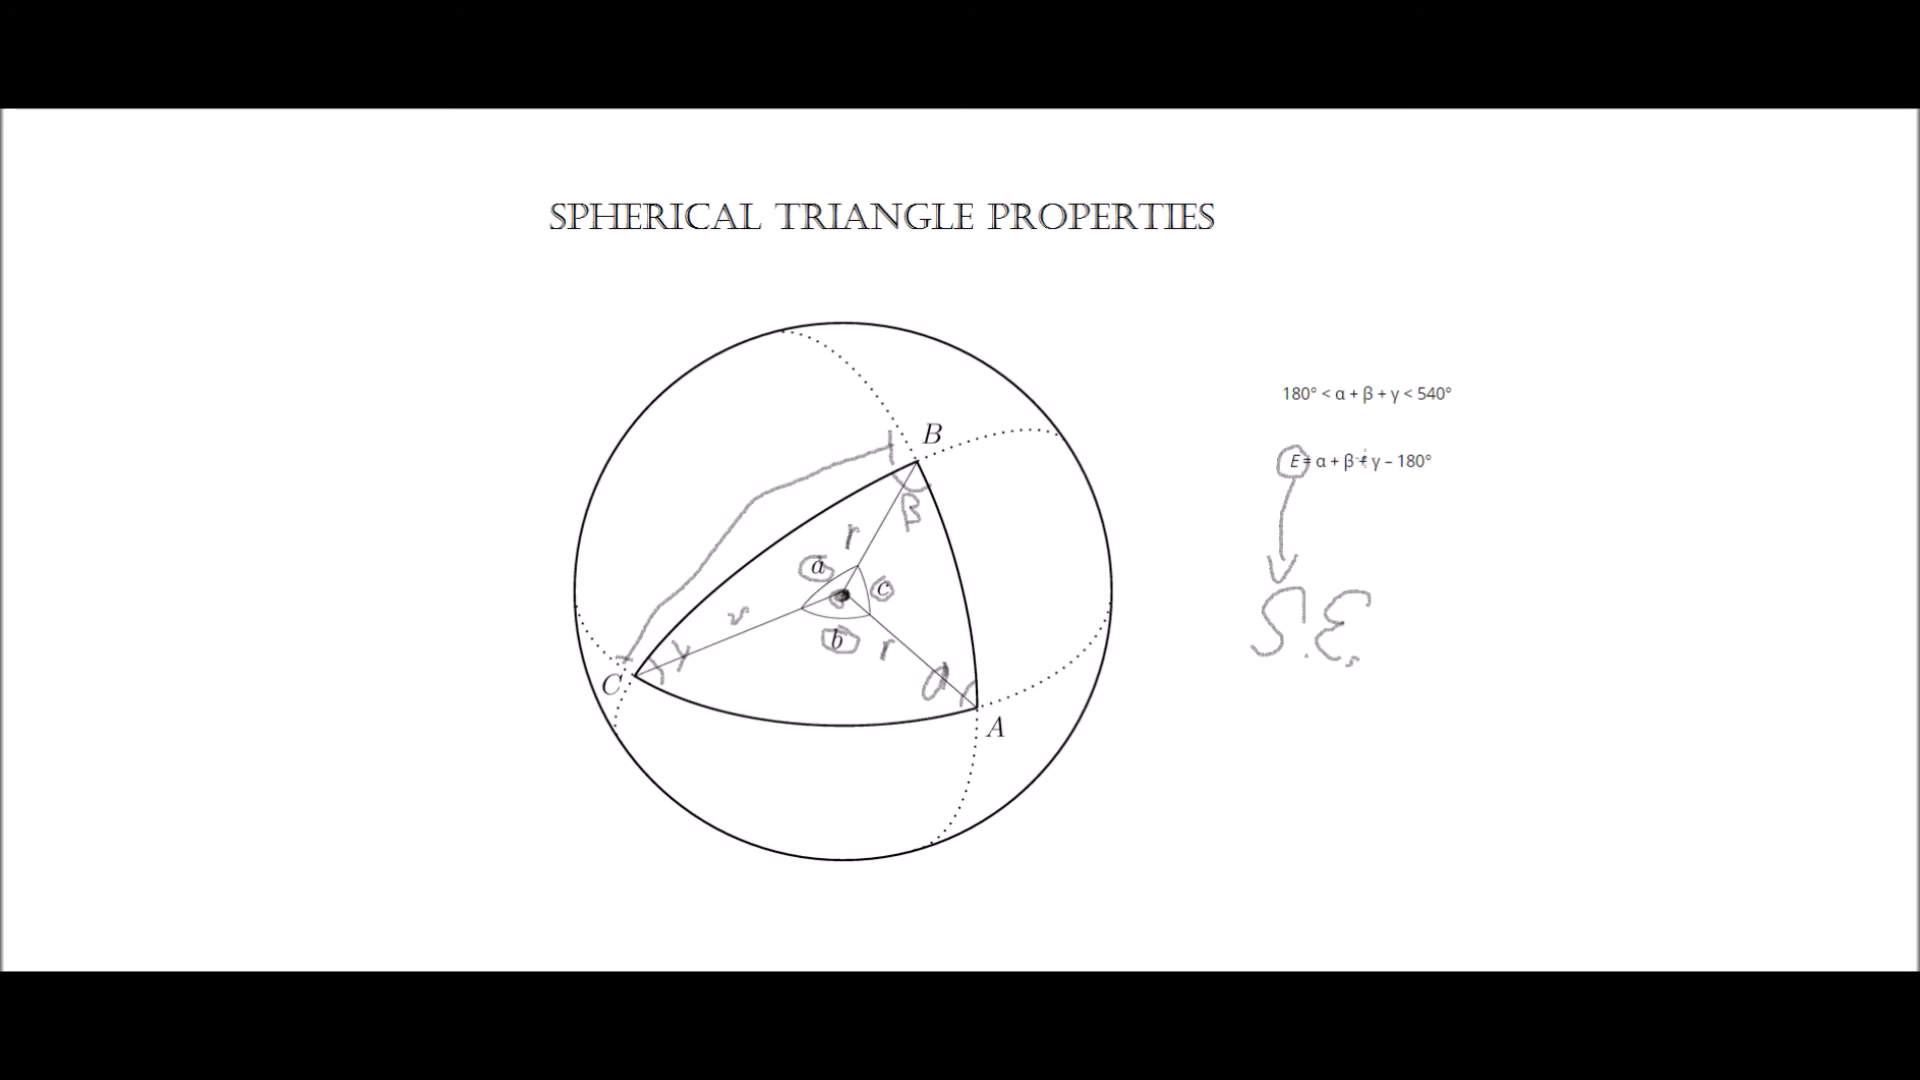 SPHERICAL TRIANGLE PROPERTIES
180° < α + β + γ < 540°
B
E = α + β + γ – 180°
β
r
a
c
S.E.
r
b
r
γ
α
C
A